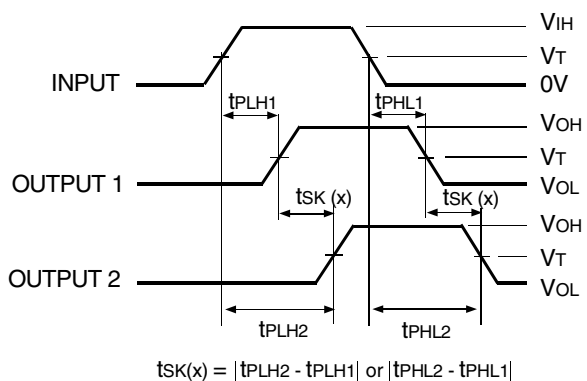 VIH
VT
INPUT 0V
tPLH1 tPHL1
VOH
VT
OUTPUT 1 VOL
tSK (x) tSK (x)
VOH
VT
OUTPUT 2 VOL
tPLH2 tPHL2
tSK(x) = |tPLH2 - tPLH1| or |tPHL2 - tPHL1|